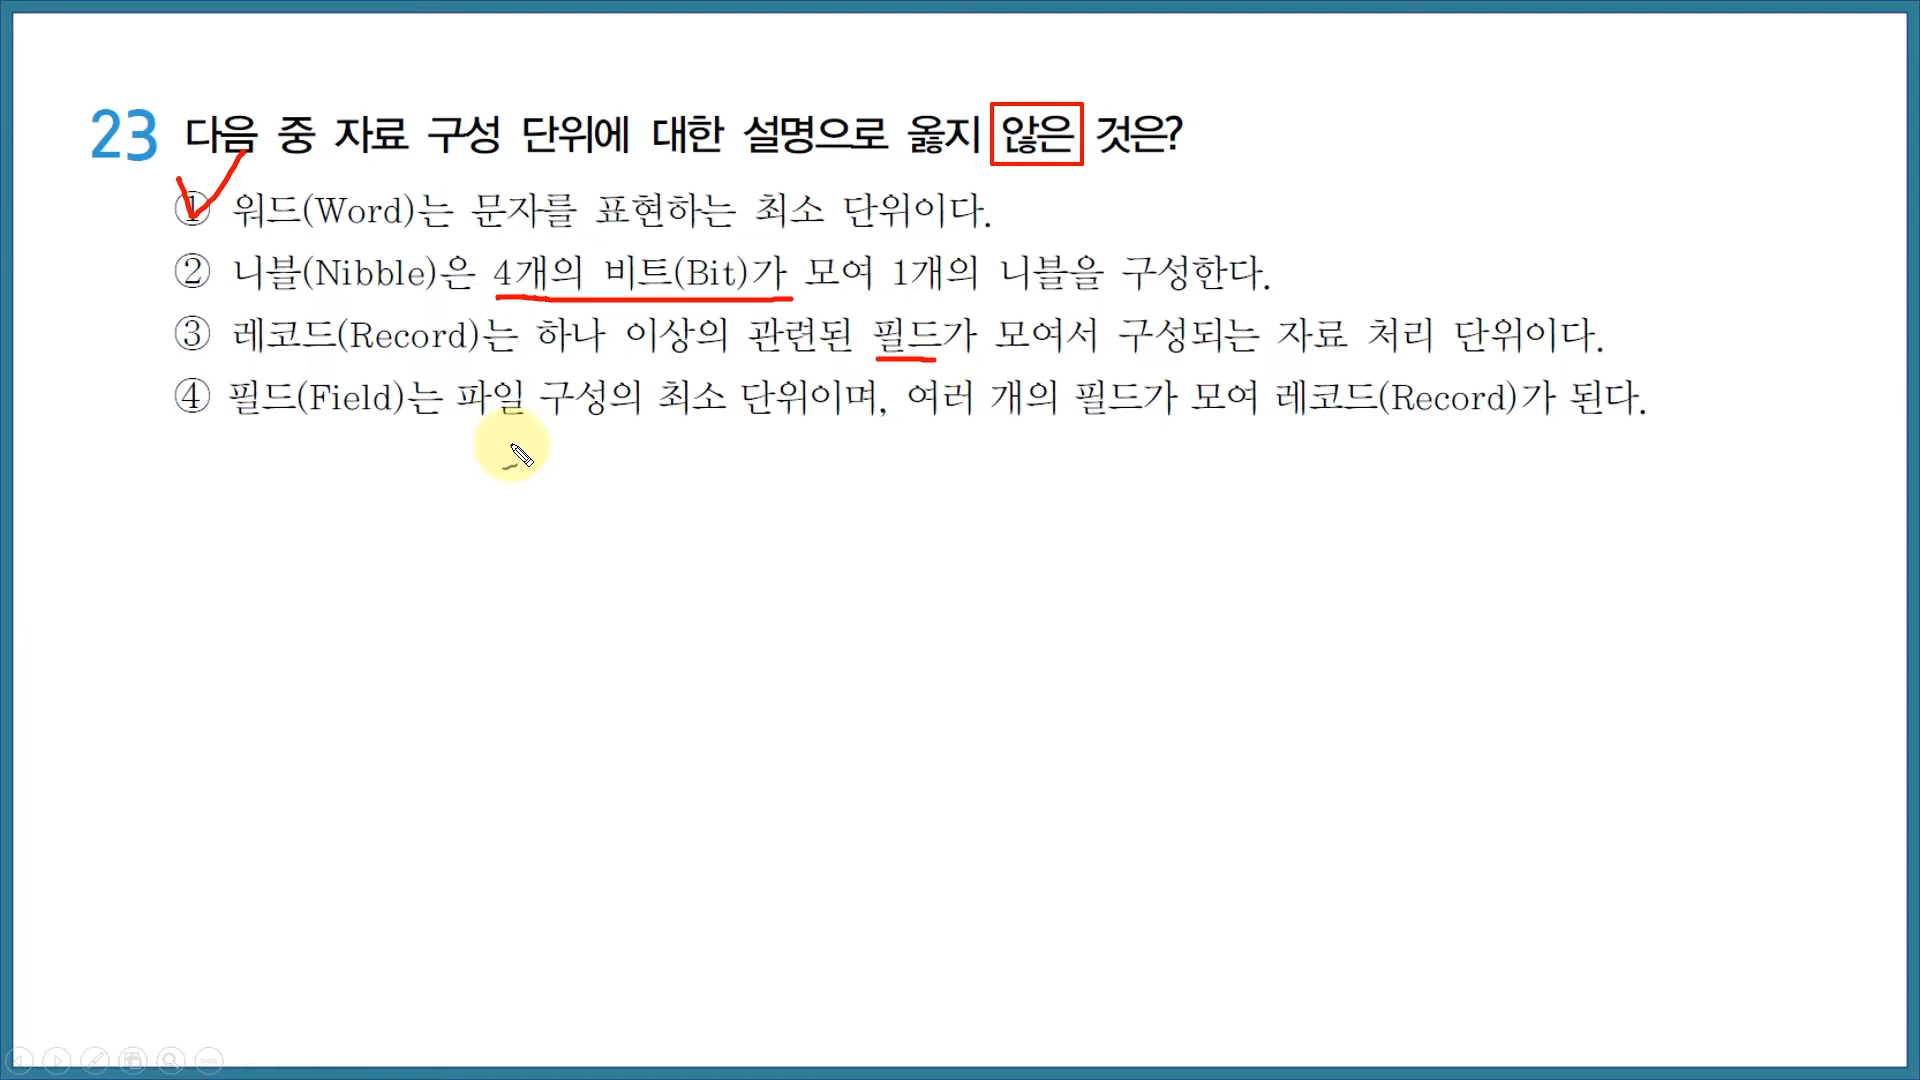 23 다음 중 자료 구성 단위에 대한 설명으로 옳지 않은 것은?
① 워드(Word)는 문자를 표현하는 최소 단위이다.
② 니블(Nibble)은 4개의 비트(Bit)가 모여 1개의 니블을 구성한다.
③ 레코드(Record)는 하나 이상의 관련된 필드가 모여서 구성되는 자료 처리 단위이다.
④ 필드(Field)는 파일 구성의 최소 단위이며, 여러 개의 필드가 모여 레코드(Record)가 된다.